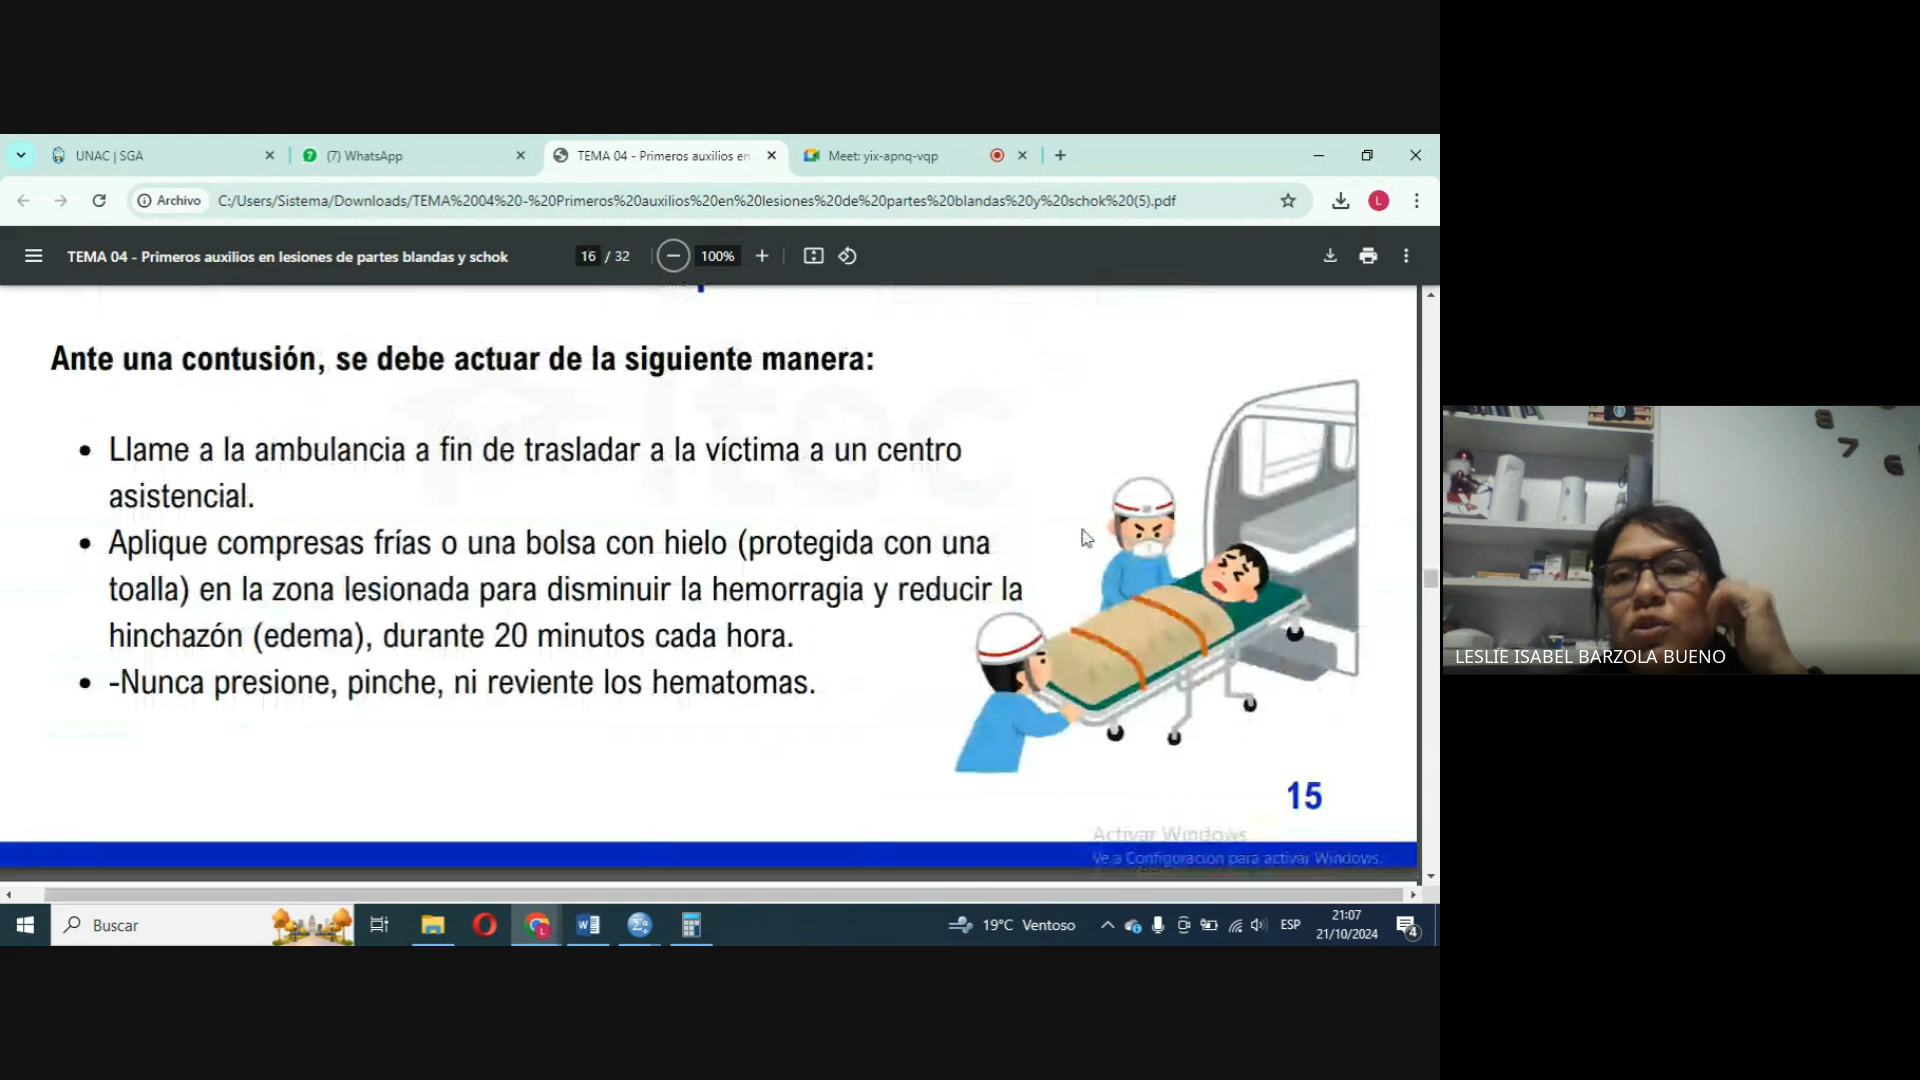 UNAC | SGA
(7) WhatsApp
TEMA 04 - Primeros auxilios en
Meet: yix-apnq-vqp
Archivo
C:/Users/Sistema/Downloads/TEMA%2004%20-%20Primeros%20auxilios%20en%20lesiones%20de%20partes%20blandas%20y%20schok%20(5).pdf
L
TEMA 04 - Primeros auxilios en lesiones de partes blandas y schok
16 / 32
100%
Ante una contusión, se debe actuar de la siguiente manera:
• Llame a la ambulancia a fin de trasladar a la víctima a un centro
asistencial.
• Aplique compresas frías o una bolsa con hielo (protegida con una
toalla) en la zona lesionada para disminuir la hemorragia y reducir la
hinchazón (edema), durante 20 minutos cada hora.
• -Nunca presione, pinche, ni reviente los hematomas.
15
Activar Windows
Ve a Configuración para activar Windows.
LESLIE ISABEL BARZOLA BUENO
Buscar
19°C Ventoso
ESP
21:07
21/10/2024
4